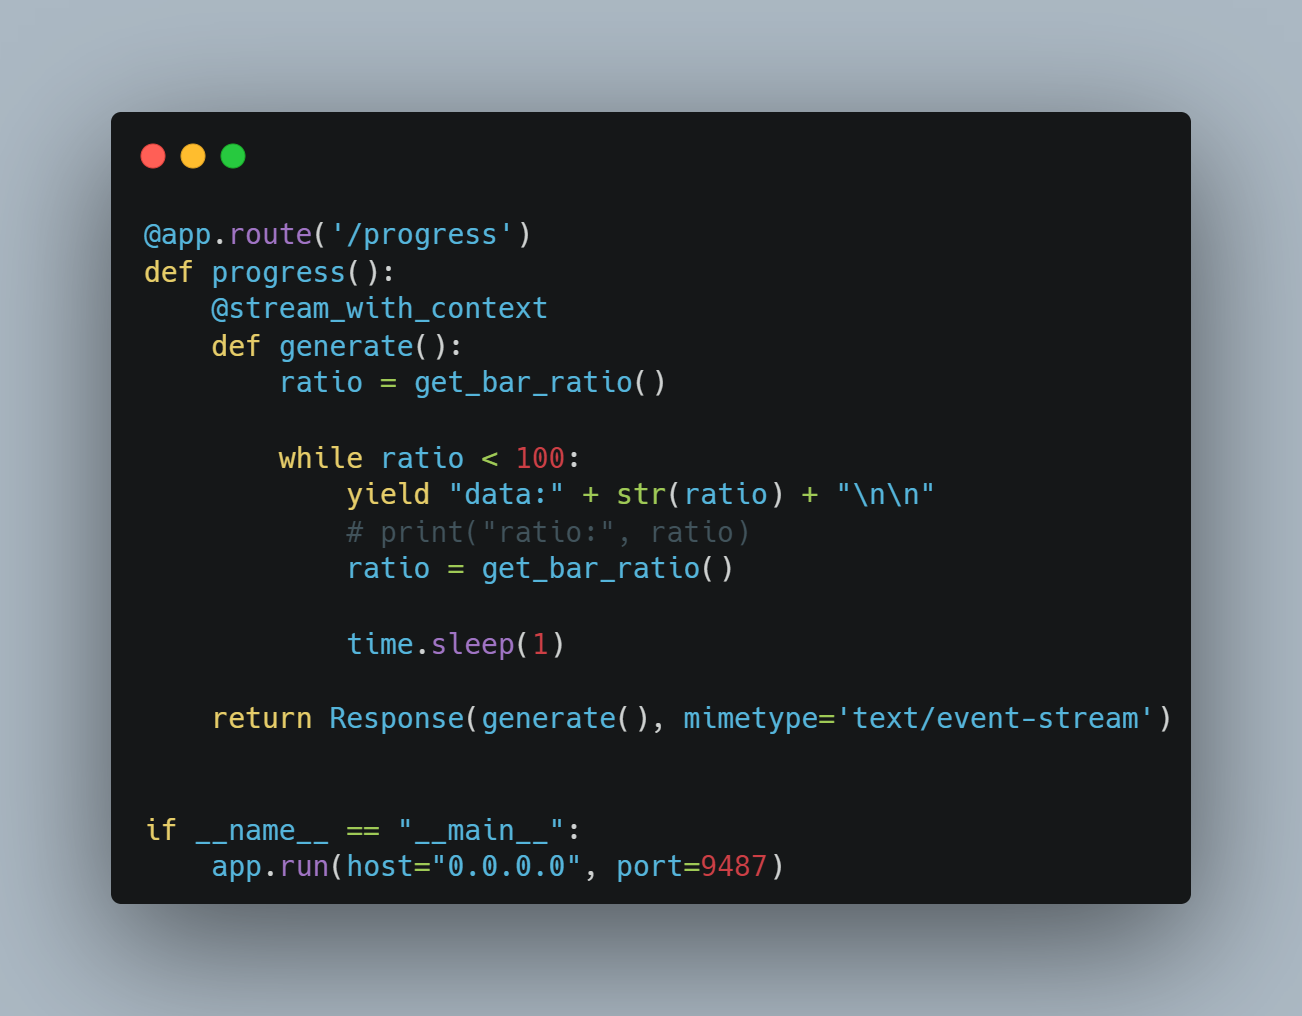 @app.route('/progress')
def progress():
    @stream_with_context
    def generate():
        ratio = get_bar_ratio()

        while ratio < 100:
            yield "data:" + str(ratio) + "\n\n"
            # print("ratio:", ratio)
            ratio = get_bar_ratio()

            time.sleep(1)

    return Response(generate(), mimetype='text/event-stream')


if __name__ == "__main__":
    app.run(host="0.0.0.0", port=9487)